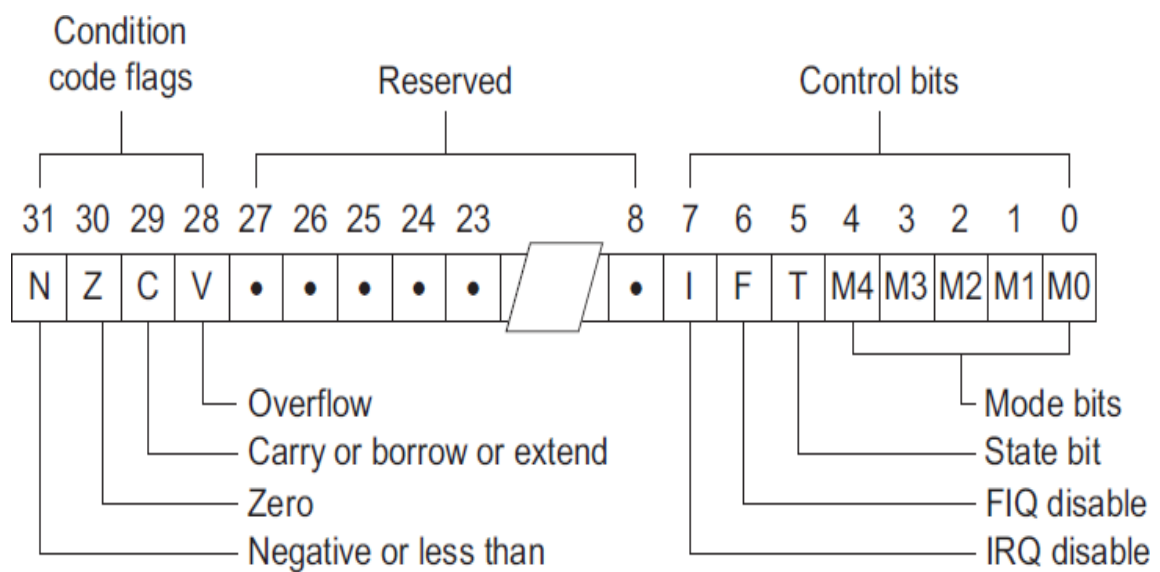 Condition
code flags
Reserved
Control bits
31 30 29 28 27 26 25 24 23 8 7 6 5 4 3 2 1 0
N Z C V • • • • • • I F T M4 M3 M2 M1 M0
Overflow
Mode bits
Carry or borrow or extend
State bit
Zero
FIQ disable
Negative or less than
IRQ disable